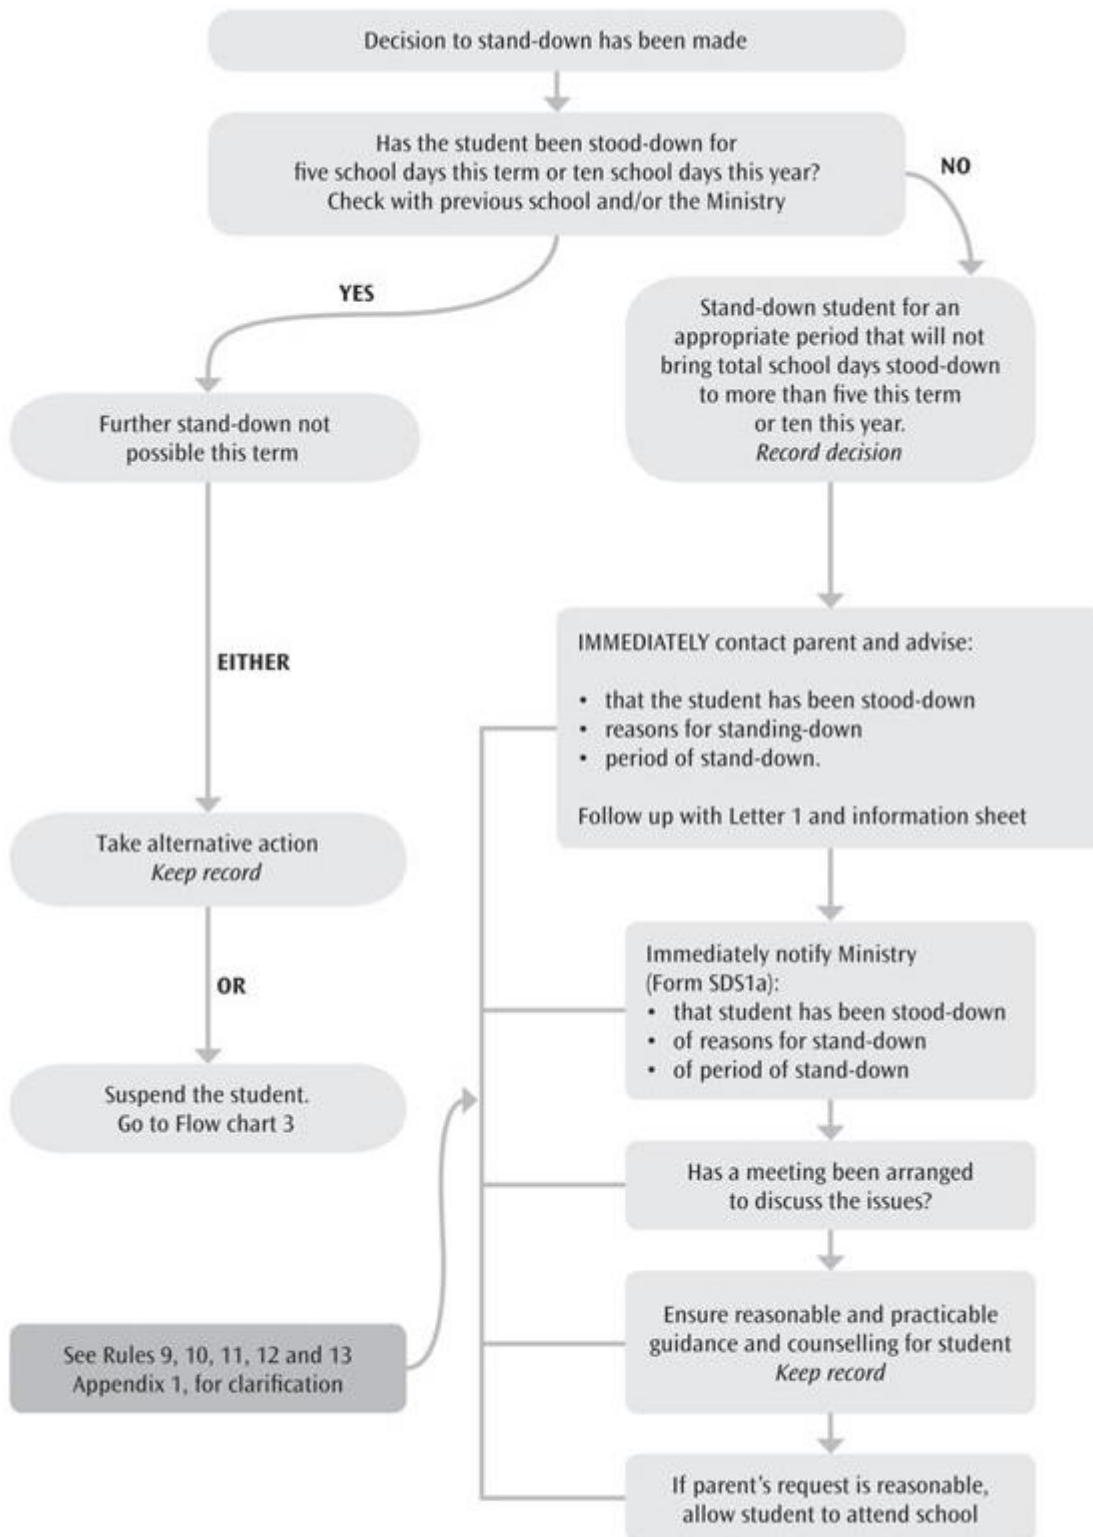 Decision to stand-down has been made
Has the student been stood-down for
five school days this term or ten school days this year?
Check with previous school and/or the Ministry
NO
YES
Stand-down student for an
appropriate period that will not
bring total school days stood-down
to more than five this term
or ten this year.
Record decision
Further stand-down not
possible this term
EITHER
IMMEDIATELY contact parent and advise:
• that the student has been stood-down
• reasons for standing-down
• period of stand-down.
Follow up with Letter 1 and information sheet
Take alternative action
Keep record
OR
Immediately notify Ministry
(Form SDS1a):
• that student has been stood-down
• of reasons for stand-down
• of period of stand-down
Suspend the student.
Go to Flow chart 3
Has a meeting been arranged
to discuss the issues?
Ensure reasonable and practicable
guidance and counselling for student
Keep record
See Rules 9, 10, 11, 12 and 13
Appendix 1, for clarification
If parent's request is reasonable,
allow student to attend school